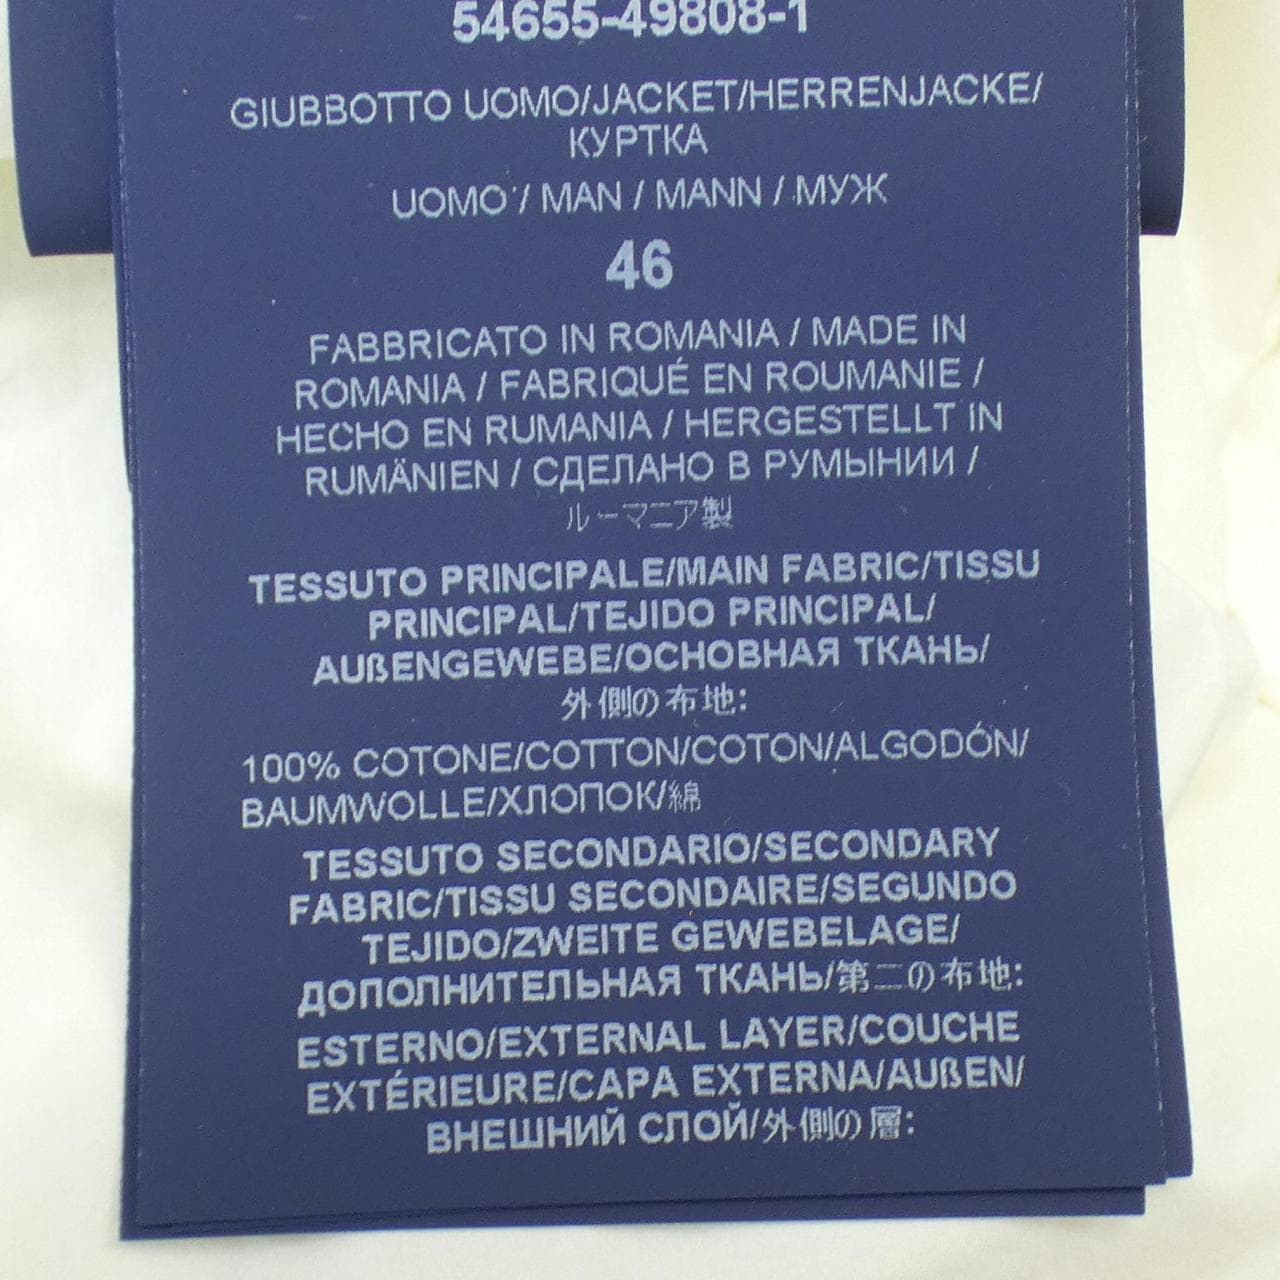 54655-49808-1
GIUBBOTTO UOMO/JACKET/HERRENJACKE/
КУРТКА
UOMO / MAN / MANN / МУЖ
46
FABBRICATO IN ROMANIA / MADE IN
ROMANIA / FABRIQUÉ EN ROUMANIE /
HECHO EN RUMANIA / HERGESTELLT IN
RUMÄNIEN / СДЕЛАНО В РУМЫНИИ /
ルーマニア製
TESSUTO PRINCIPALE/MAIN FABRIC/TISSU
PRINCIPAL/TEJIDO PRINCIPAL/
AUßENGEWEBE/ОСНОВНАЯ ТКАНЬ/
外側の布地:
100% COTONE/COTTON/COTON/ALGODÓN/
BAUMWOLLE/ХЛОПОК/綿
TESSUTO SECONDARIO/SECONDARY
FABRIC/TISSU SECONDAIRE/SEGUNDO
TEJIDO/ZWEITE GEWEBELAGE/
ДОПОЛНИТЕЛЬНАЯ ТКАНЬ/第二の布地:
ESTERNO/EXTERNAL LAYER/COUCHE
EXTÉRIEURE/CAPA EXTERNA/AUßEN/
ВНЕШНИЙ СЛОЙ/外側の層: